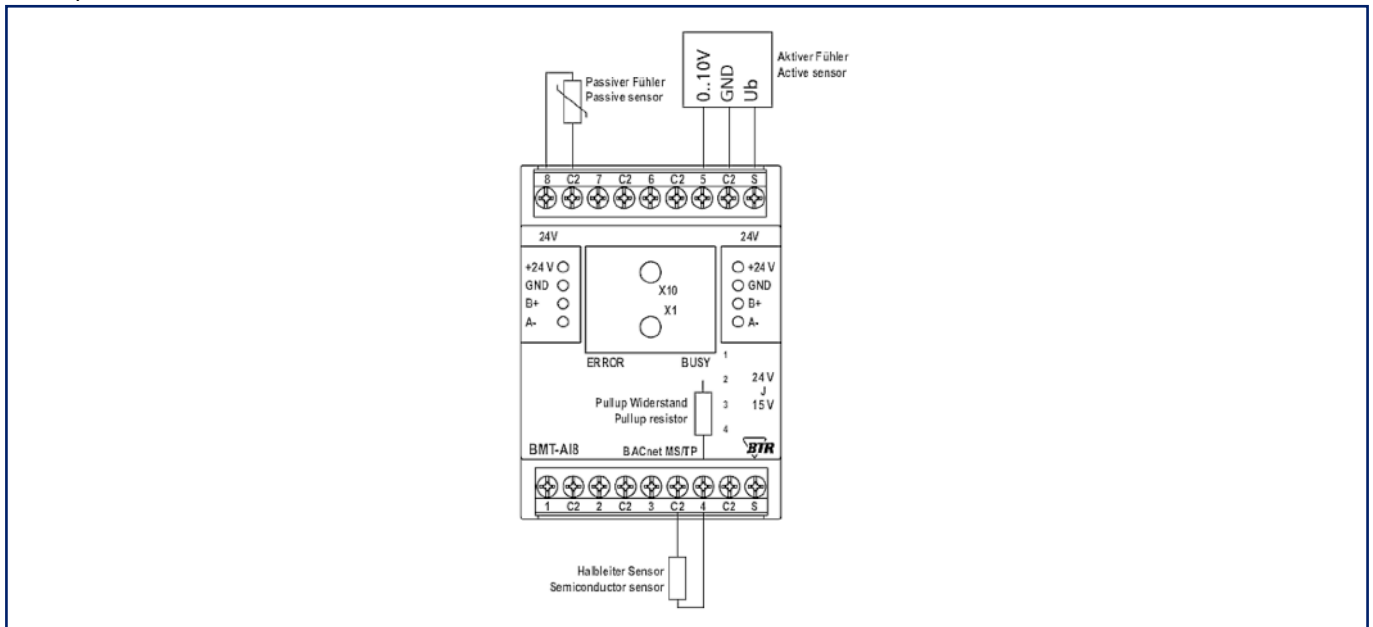 Aktiver Fühler
Active sensor
0..10V
GND
Ub
Passiver Fühler
Passive sensor
8 C2 7 C2 6 C2 5 C2 S
24V
24V
+24 V
GND
B+
A-
X10
X1
+24 V
GND
B+
A-
ERROR
BUSY
1
2
3
4
24 V
J
15 V
Pullup Widerstand
Pullup resistor
BMT-AI8
BACnet MS/TP
BTR
1 C2 2 C2 3 C2 4 C2 S
Halbleiter Sensor
Semiconductor sensor